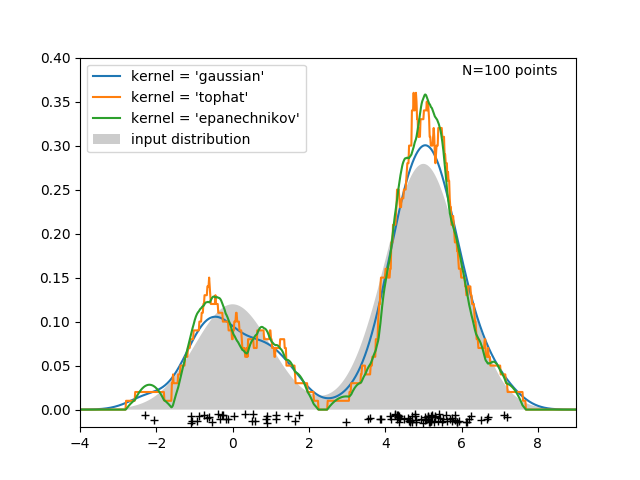 0.40
0.35
0.30
0.25
0.20
0.15
0.10
0.05
0.00
kernel = 'gaussian'
kernel = 'tophat'
kernel = 'epanechnikov'
input distribution
N=100 points
−4 −2 0 2 4 6 8